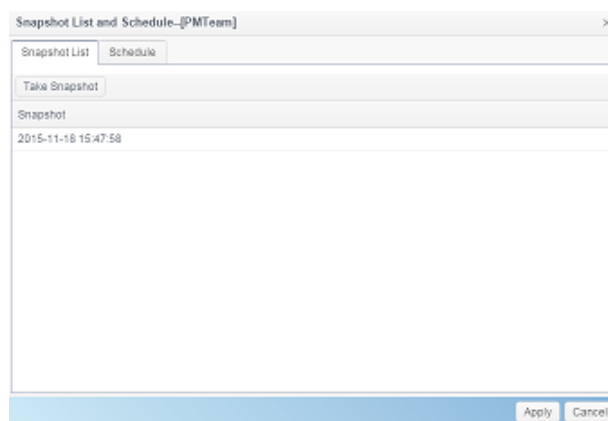 Snapshot List and Schedule--[PMTeam]
Snapshot List Schedule
Take Snapshot
Snapshot
2015-11-18 15:47:58
Apply Cancel